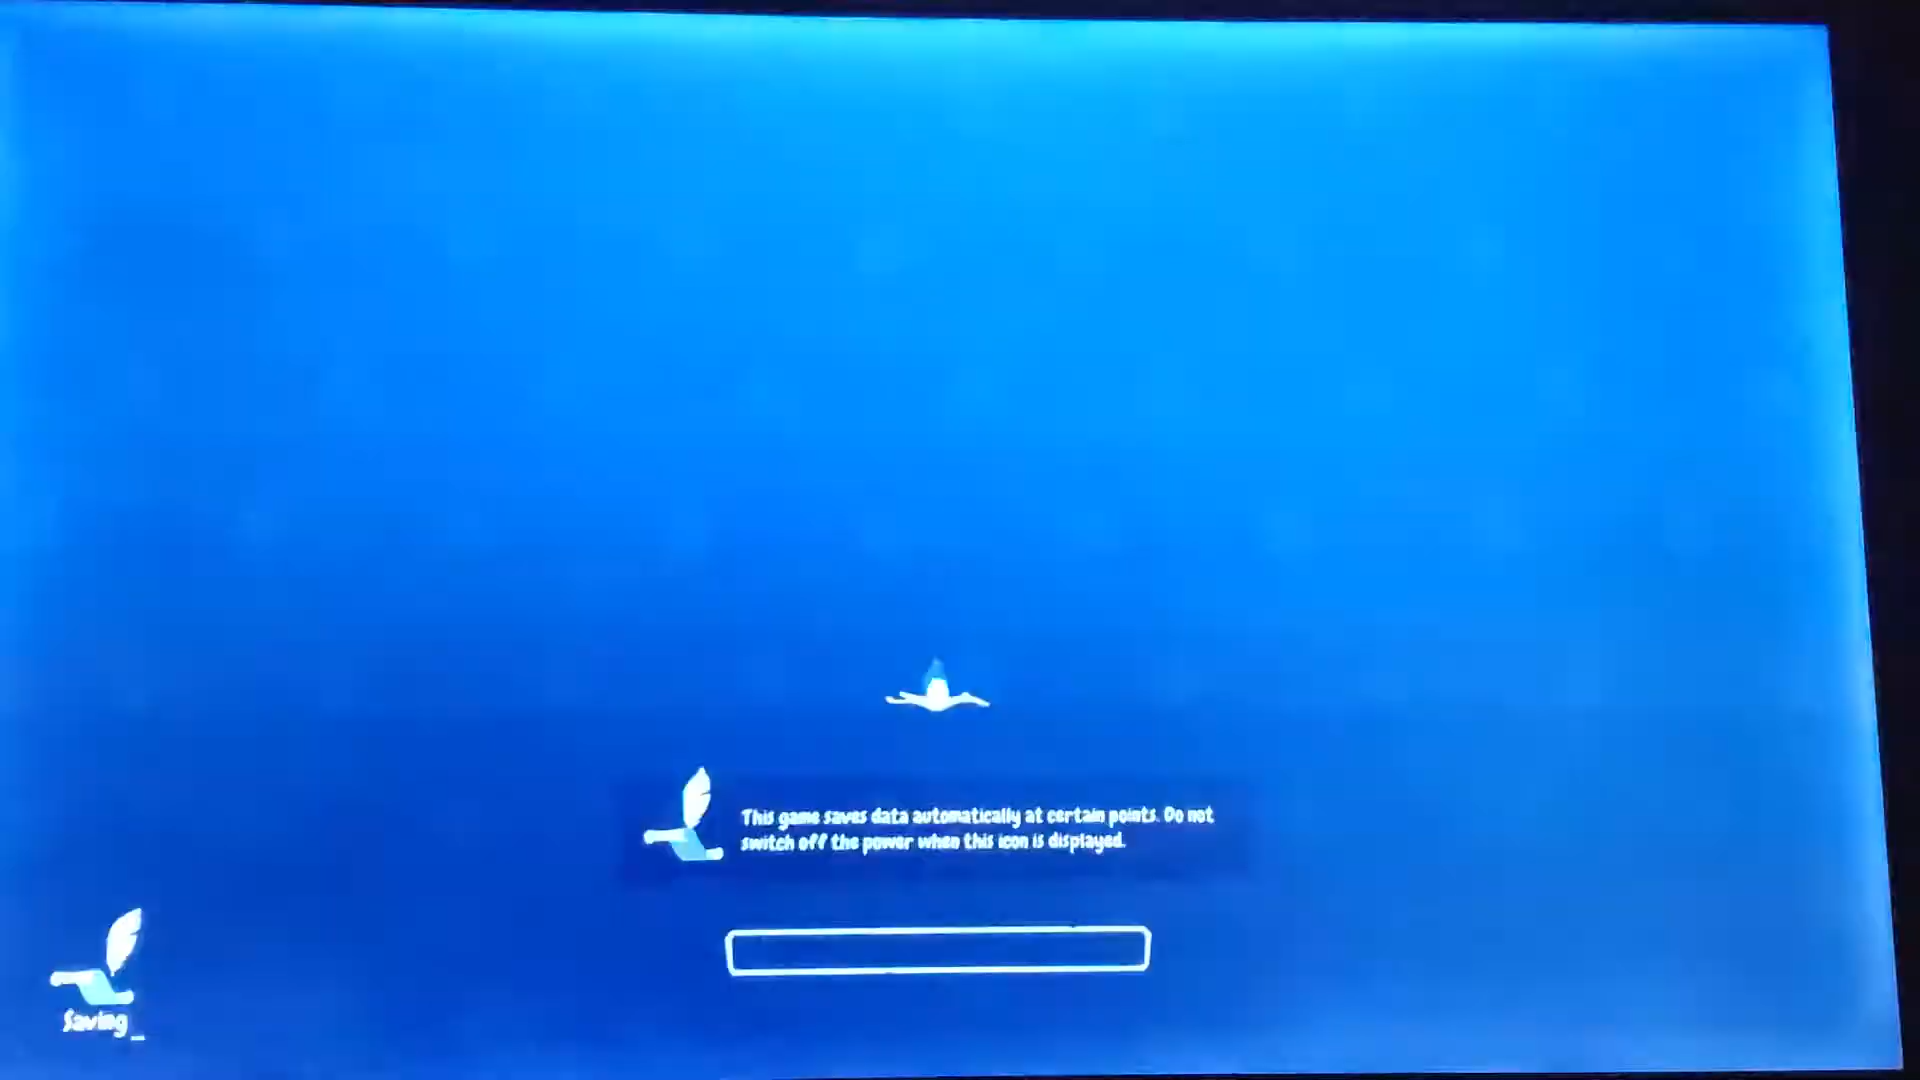 This game saves data automatically at certain points. Do not
switch off the power when this icon is displayed.
Saving_